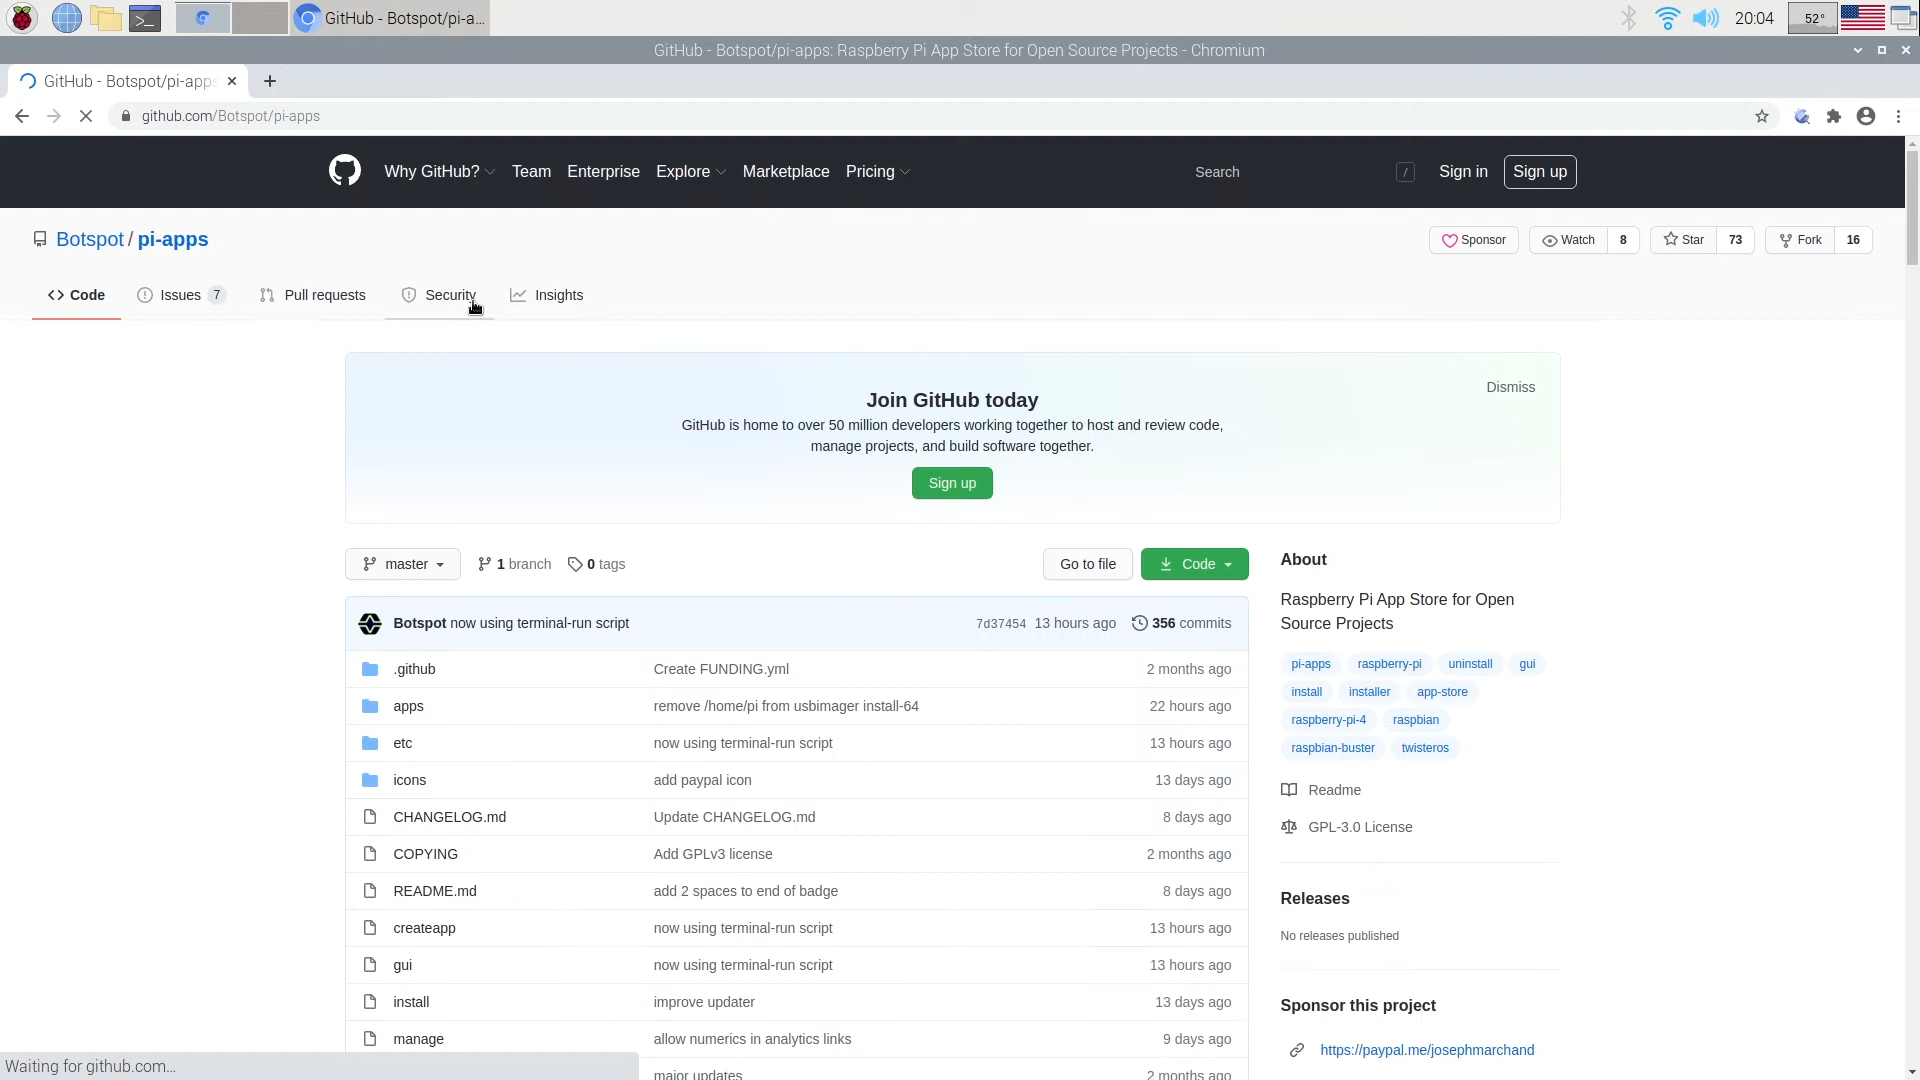 GitHub - Botspot/pi-a...
20:04
52°
GitHub - Botspot/pi-apps: Raspberry Pi App Store for Open Source Projects - Chromium
GitHub - Botspot/pi-apps
github.com/Botspot/pi-apps
Why GitHub? Team Enterprise Explore Marketplace Pricing Search / Sign in Sign up
Botspot / pi-apps
Sponsor Watch 8 Star 73 Fork 16
Code Issues 7 Pull requests Security Insights
Join GitHub today
Dismiss
GitHub is home to over 50 million developers working together to host and review code,
manage projects, and build software together.
Sign up
master 1 branch 0 tags Go to file Code
Botspot now using terminal-run script 7d37454 13 hours ago 356 commits
.github Create FUNDING.yml 2 months ago
apps remove /home/pi from usbimager install-64 22 hours ago
etc now using terminal-run script 13 hours ago
icons add paypal icon 13 days ago
CHANGELOG.md Update CHANGELOG.md 8 days ago
COPYING Add GPLv3 license 2 months ago
README.md add 2 spaces to end of badge 8 days ago
createapp now using terminal-run script 13 hours ago
gui now using terminal-run script 13 hours ago
install improve updater 13 days ago
manage allow numerics in analytics links 9 days ago
major updates 2 months ago
About
Raspberry Pi App Store for Open
Source Projects
pi-apps raspberry-pi uninstall gui
install installer app-store
raspberry-pi-4 raspbian
raspbian-buster twisteros
Readme
GPL-3.0 License
Releases
No releases published
Sponsor this project
https://paypal.me/josephmarchand
Waiting for github.com...